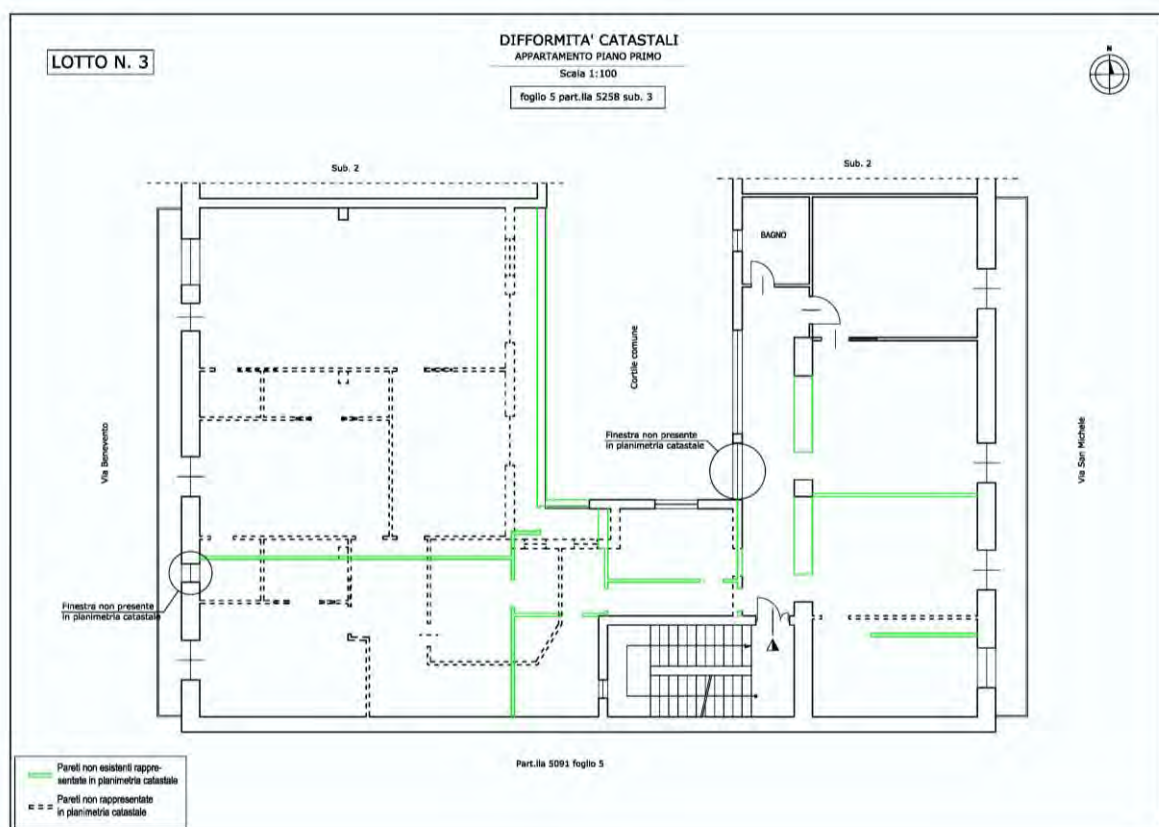 LOTTO N. 3
DIFFORMITA' CATASTALI
APPARTAMENTO PIANO PRIMO
Scala 1:100
foglio 5 part.lla 5258 sub. 3
N
Sub. 2
Sub. 2
BAGNO
Cortile comune
Via Benevento
Via San Michele
Finestra non presente
in planimetria catastale
Finestra non presente
in planimetria catastale
Part.lla 5091 foglio 5
Pareti non esistenti rappre-
sentate in planimetria catastale
Pareti non rappresentate
in planimetria catastale